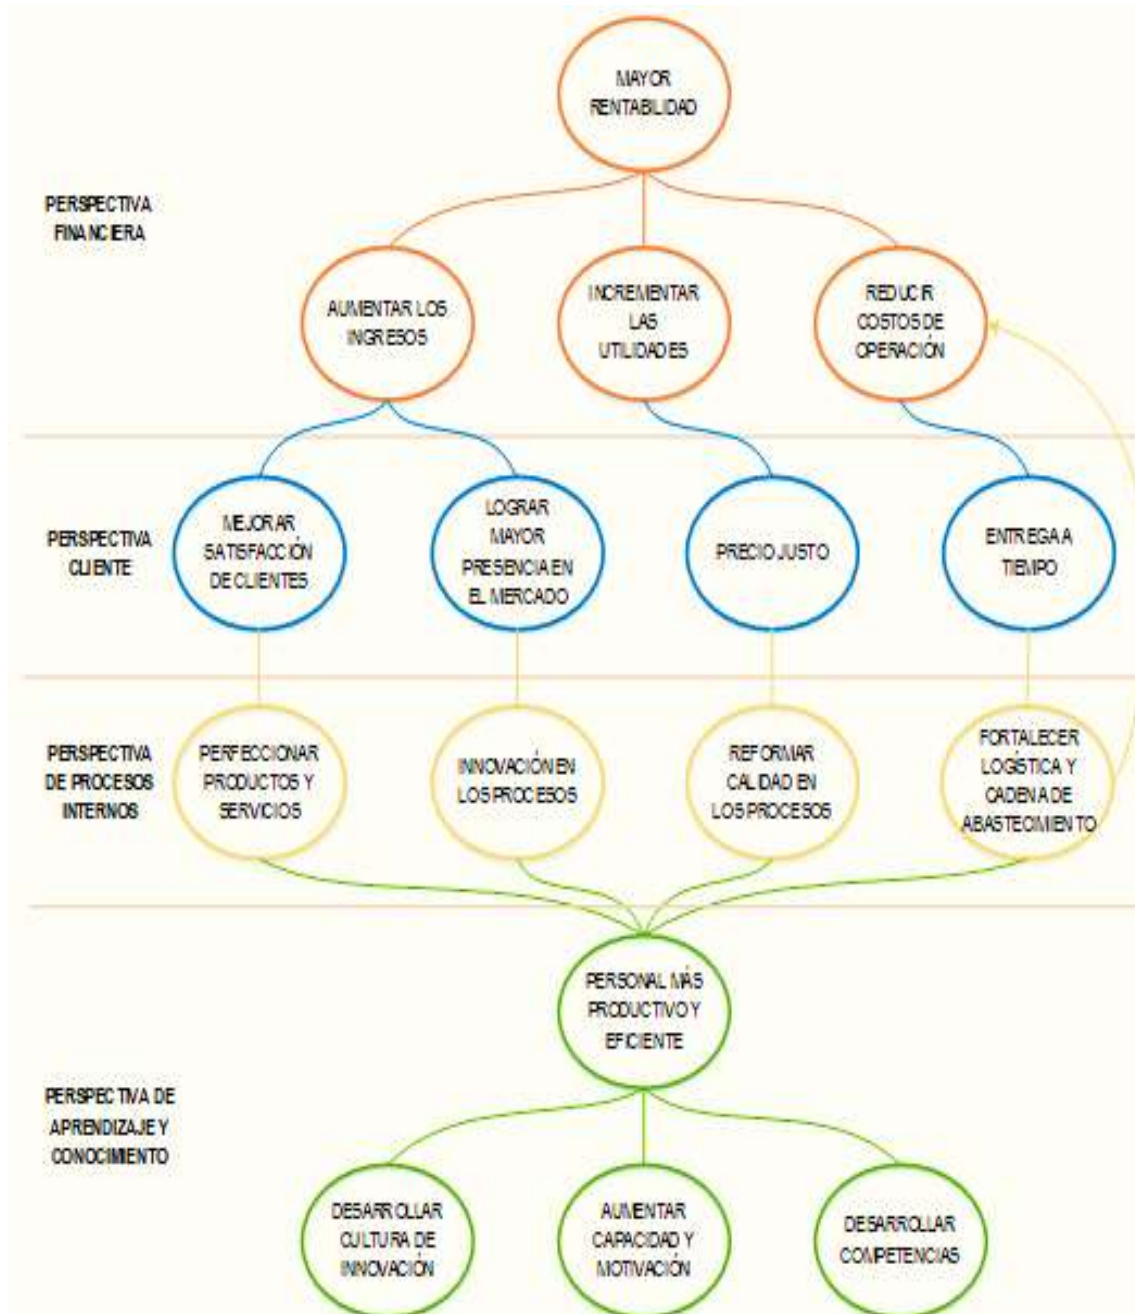 MAYOR
RENTABILIDAD
PERSPECTIVA
FINANCIERA
AUMENTAR LOS
INGRESOS
INCREMENTAR
LAS
UTILIDADES
REDUCIR
COSTOS DE
OPERACIÓN
PERSPECTIVA
CLIENTE
MEJORAR
SATISFACCIÓN
DE CLIENTES
LOGRAR
MAYOR
PRESENCIA EN
EL MERCADO
PRECIO JUSTO
ENTREGA A
TIEMPO
PERSPECTIVA
DE PROCESOS
INTERNOS
PERFECCIONAR
PRODUCTOS Y
SERVICIOS
INNOVACIÓN EN
LOS PROCESOS
REFORMAR
CALIDAD EN
LOS PROCESOS
FORTALECER
LOGÍSTICA Y
CADENA DE
ABASTECIMIENTO
PERSONAL MÁS
PRODUCTIVO Y
EFICIENTE
PERSPECTIVA DE
APRENDIZAJE Y
CONOCIMIENTO
DESARROLLAR
CULTURA DE
INNOVACIÓN
AUMENTAR
CAPACIDAD Y
MOTIVACIÓN
DESARROLLAR
COMPETENCIAS